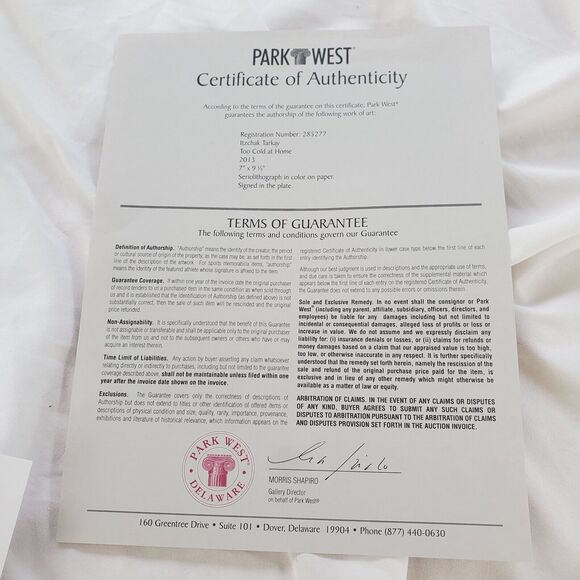 PARK WEST®
Certificate of Authenticity
According to the terms of the guarantee on this certificate, Park West®
guarantees the authorship of the following work of art:
Registration Number: 285277
Itzchak Tarkay
Too Cold at Home
2013
7" x 9 ½"
Seriolithograph in color on paper.
Signed in the plate.
TERMS OF GUARANTEE
The following terms and conditions govern our Guarantee
Definition of Authorship. "Authorship" means the identity of the creator, the period
or cultural source of origin of the property, as the case may be, as set forth in the first
line of the description of the artwork. For sports memorabilia items, "authorship"
means the identity of the featured athlete whose signature is affixed to the item.
Guarantee Coverage. If within one year of the invoice date the original purchaser
of record tenders to us a purchased item in the same condition as when sold through
us and it is established that the identification of Authorship (as defined above) is not
substantially correct, then the sale of such item will be rescinded and the original
price refunded.
Non-Assignability. It is specifically understood that the benefit of this Guarantee
is not assignable or transferable and shall be applicable only to the original purchaser
of the item from us and not to the subsequent owners or others who have or may
acquire an interest therein.
Time Limit of Liabilities. Any action by buyer asserting any claim whatsoever
relating directly or indirectly to purchases, including but not limited to the guarantee
coverage described above, shall not be maintainable unless filed within one
year after the invoice date shown on the invoice.
Exclusions. The Guarantee covers only the correctness of descriptions of
Authorship but does not extend to titles or other identification of offered items or
descriptions of physical condition and size, quality, rarity, importance, provenance,
exhibitions and literature of historical relevance, which information appears on the
registered Certificate of Authenticity in lower case type below the first line of each
entry identifying the Authorship.
Although our best judgment is used in descriptions and the appropriate use of terms,
and due care is taken to ensure the correctness of the supplemental material which
appears below the first line of each entry on the registered Certificate of Authenticity,
the Guarantee does not extend to any possible errors or omissions therein.
Sole and Exclusive Remedy. In no event shall the consignor or Park
West® (including any parent, affiliate, subsidiary, officers, directors, and
employees) be liable for any damages including but not limited to
incidental or consequential damages, alleged loss of profits or loss or
increase in value. We do not assume and we expressly disclaim any
liability for: (i) insurance denials or losses, or (ii) claims for refunds or
money damages based on a claim that our appraised value is too high,
too low, or otherwise inaccurate in any respect. It is further specifically
understood that the remedy set forth herein, namely the rescission of the
sale and refund of the original purchase price paid for the item, is
exclusive and in lieu of any other remedy which might otherwise be
available as a matter of law or equity.
ARBITRATION OF CLAIMS. IN THE EVENT OF ANY CLAIMS OR DISPUTES
OF ANY KIND, BUYER AGREES TO SUBMIT ANY SUCH CLAIMS OR
DISPUTES TO ARBITRATION PURSUANT TO THE ARBITRATION OF CLAIMS
AND DISPUTES PROVISION SET FORTH IN THE AUCTION INVOICE.
PARK WEST
DELAWARE
MORRIS SHAPIRO
Gallery Director
on behalf of Park West®
160 Greentree Drive • Suite 101 • Dover, Delaware 19904 • Phone (877) 440-0630